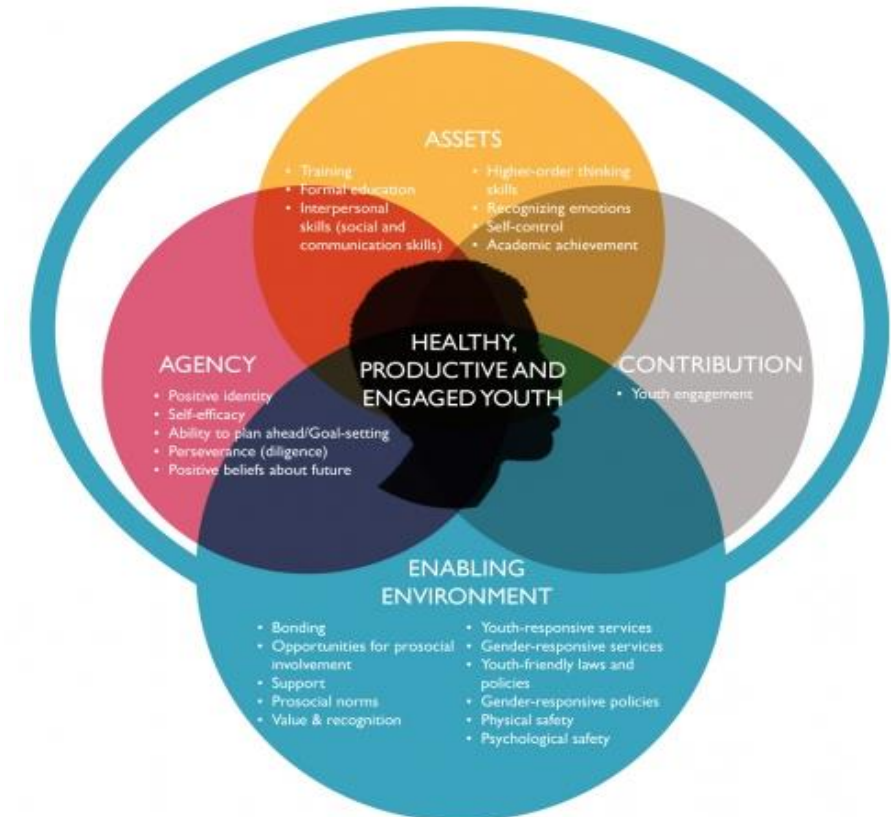 ASSETS
• Training
• Formal education
• Interpersonal
skills (social and
communication skills)
• Higher-order thinking
skills
• Recognizing emotions
• Self-control
• Academic achievement
HEALTHY,
PRODUCTIVE AND
ENGAGED YOUTH
AGENCY
• Positive identity
• Self-efficacy
• Ability to plan ahead/Goal-setting
• Perseverance (diligence)
• Positive beliefs about future
CONTRIBUTION
• Youth engagement
ENABLING
ENVIRONMENT
• Bonding
• Opportunities for prosocial
involvement
• Support
• Prosocial norms
• Value & recognition
• Youth-responsive services
• Gender-responsive services
• Youth-friendly laws and
policies
• Gender-responsive policies
• Physical safety
• Psychological safety